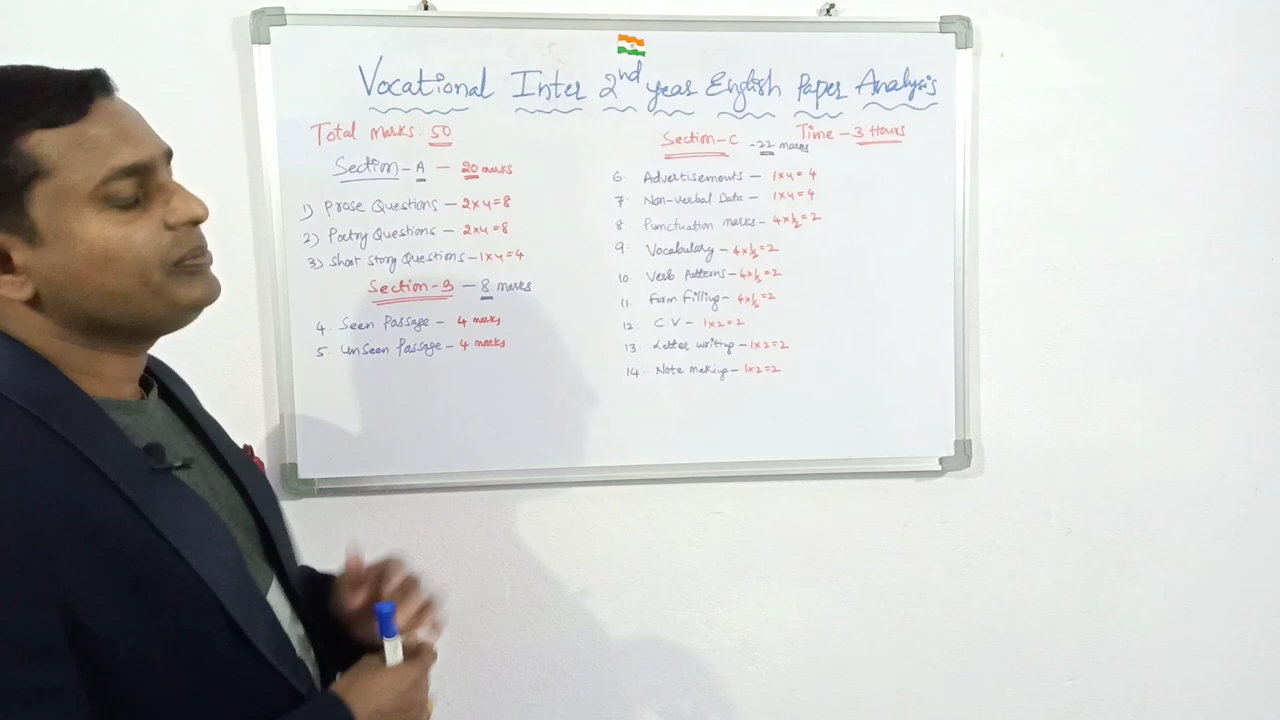 Vocational Inter 2nd year English Paper Analysis
Total marks: 50
Time - 3 Hours
Section - A - 20 marks
1) Prose Questions - 2x4=8
2) Poetry Questions - 2x4=8
3) Short Story Questions - 1x4=4
Section - B - 8 marks
4. Seen Passage - 4 marks
5. unseen Passage - 4 marks
Section - C - 22 marks
6. Advertisements - 1x4=4
7. Non-verbal Data - 1x4=4
8. Punctuation marks - 4x½=2
9. Vocabulary - 4x½=2
10. Verb Patterns - 4x½=2
11. Form Filling - 4x½=2
12. CV - 1x2=2
13. Letter writing - 1x2=2
14. Note making - 1x2=2